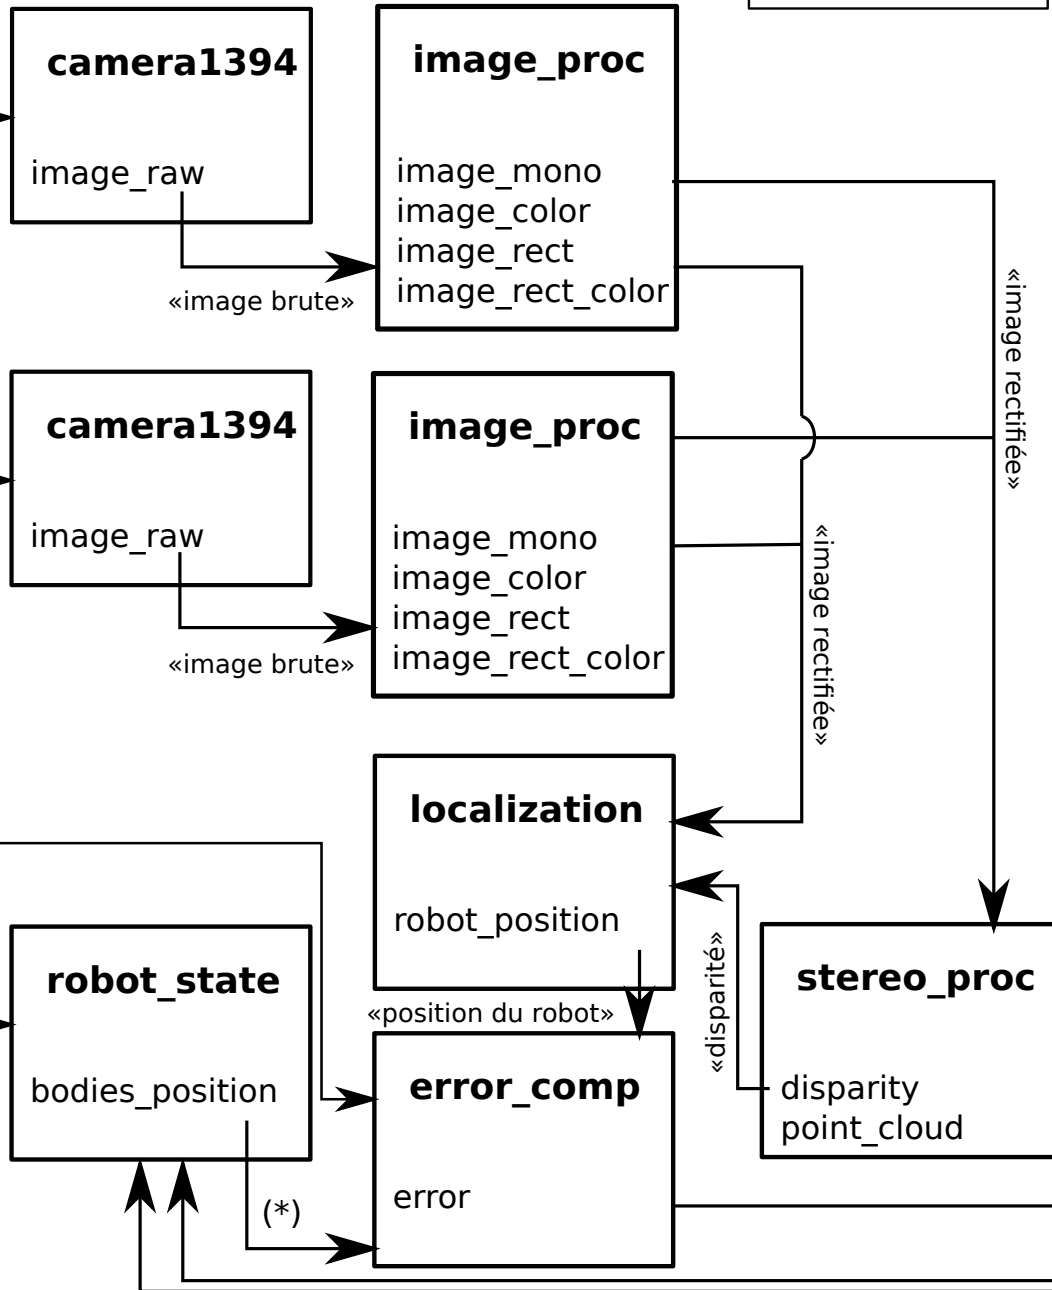 camera1394
image_raw
«image brute»
image_proc
image_mono
image_color
image_rect
image_rect_color
«image rectifiée»
camera1394
image_raw
«image brute»
image_proc
image_mono
image_color
image_rect
image_rect_color
«image rectifiée»
localization
robot_position
«position du robot»
«disparité»
robot_state
bodies_position
(*)
error_comp
error
stereo_proc
disparity
point_cloud